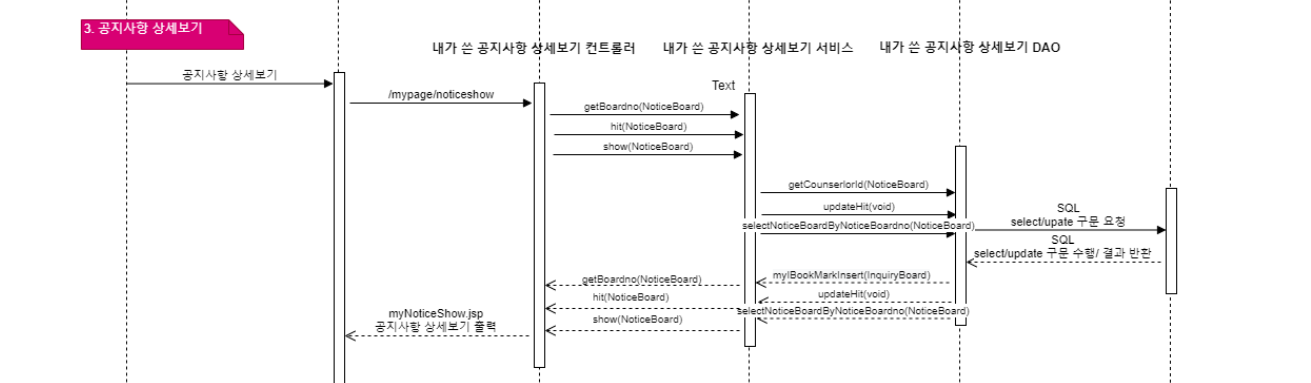 3. 공지사항 상세보기
내가 쓴 공지사항 상세보기 컨트롤러
내가 쓴 공지사항 상세보기 서비스
내가 쓴 공지사항 상세보기 DAO
공지사항 상세보기
Text
/mypage/noticeshow
getBoardno(NoticeBoard)
hit(NoticeBoard)
show(NoticeBoard)
getCounserlorId(NoticeBoard)
updateHit(void)
selectNoticeBoardByNoticeBoardno(NoticeBoard)
SQL
select/upate 구문 요청
SQL
select/update 구문 수행/ 결과 반환
myIBookMarkInsert(InquiryBoard)
getBoardno(NoticeBoard)
updateHit(void)
hit(NoticeBoard)
selectNoticeBoardByNoticeBoardno(NoticeBoard)
show(NoticeBoard)
myNoticeShow.jsp
공지사항 상세보기 출력